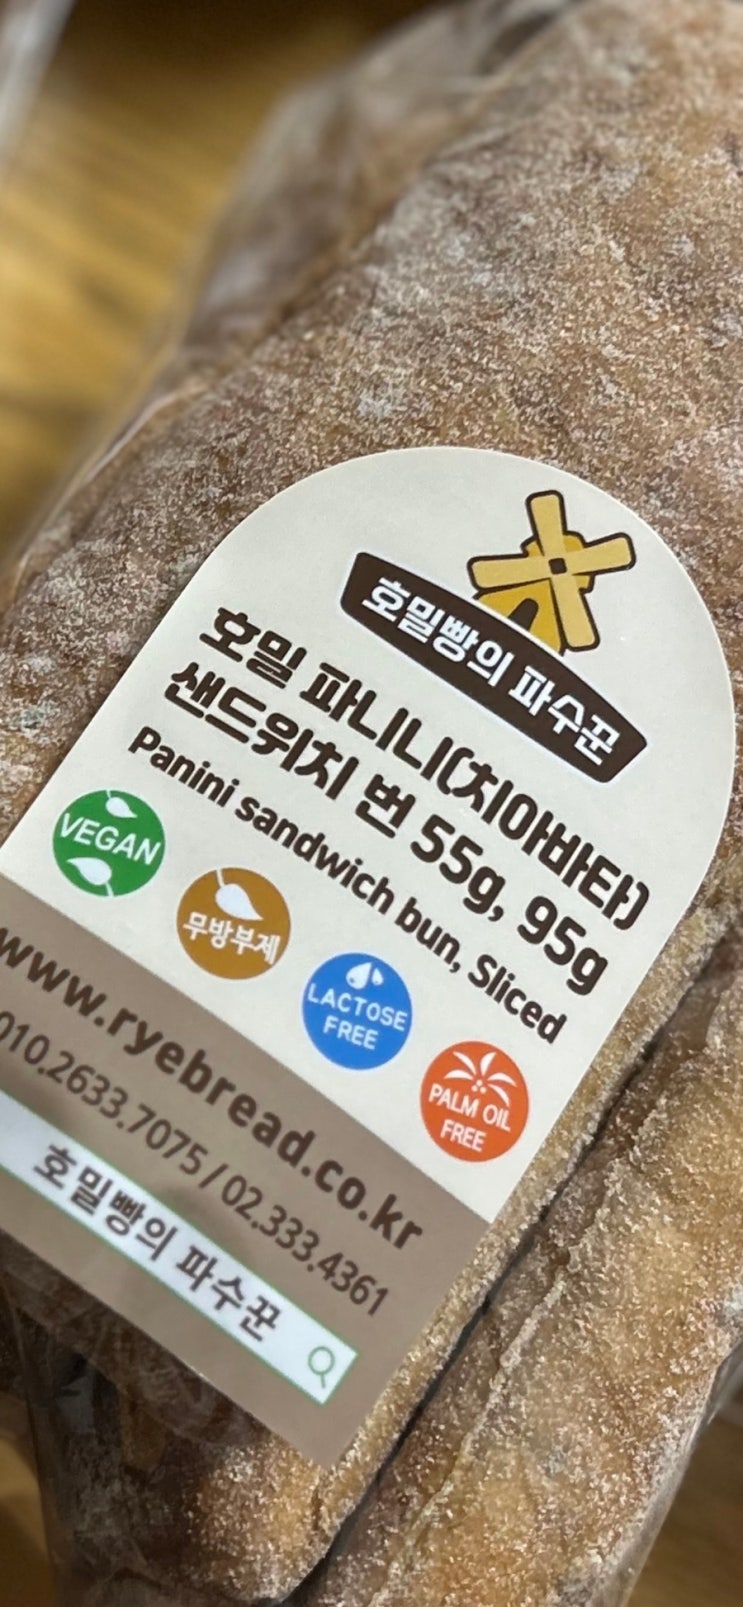 호밀빵의 파수꾼
호밀 파니니(치아바타)
샌드위치 번 55g, 95g
Panini sandwich bun, Sliced
VEGAN
무방부제
LACTOSE
FREE
PALM OIL
FREE
www.ryebread.co.kr
010.2633.7075 / 02.333.4361
호밀빵의 파수꾼